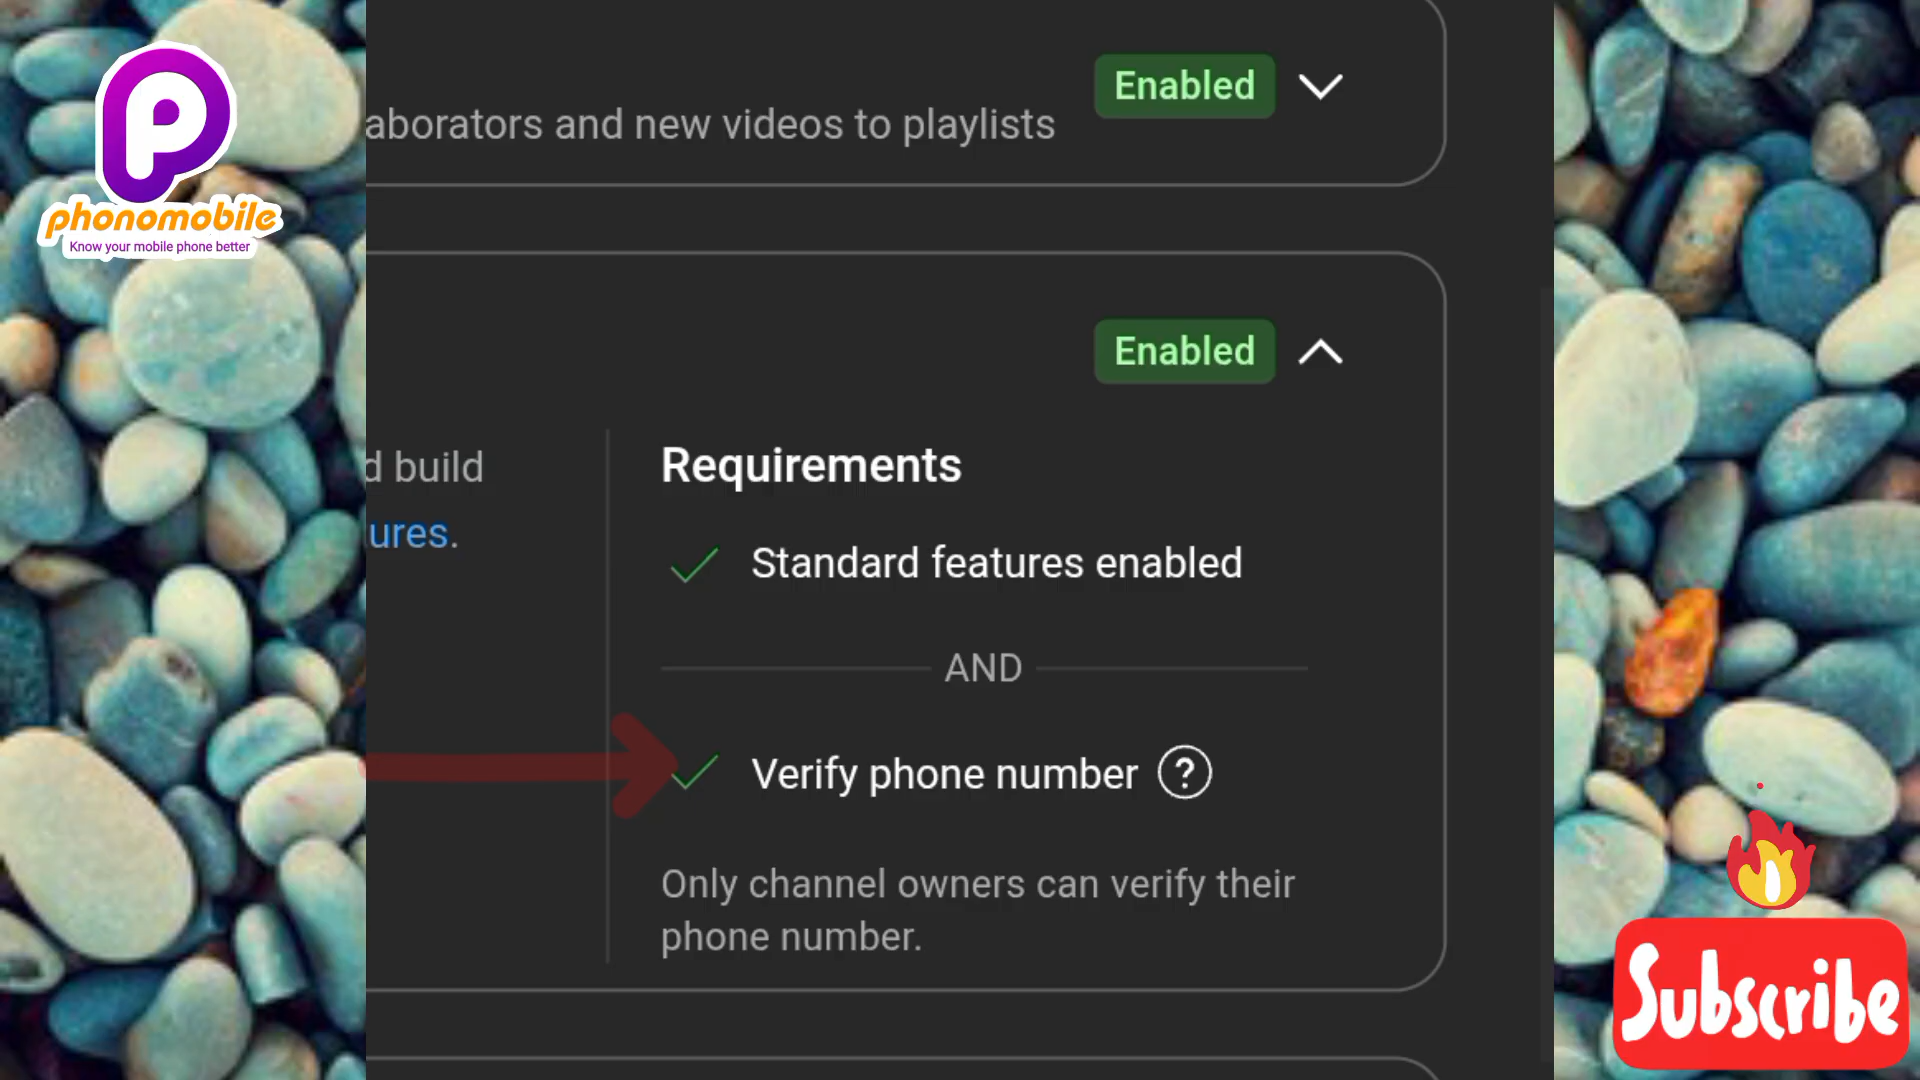 phonomobile
Know your mobile phone better
aborators and new videos to playlists
Enabled
Enabled
d build
ures.
Requirements
Standard features enabled
AND
Verify phone number ?
Only channel owners can verify their
phone number.
Subscribe